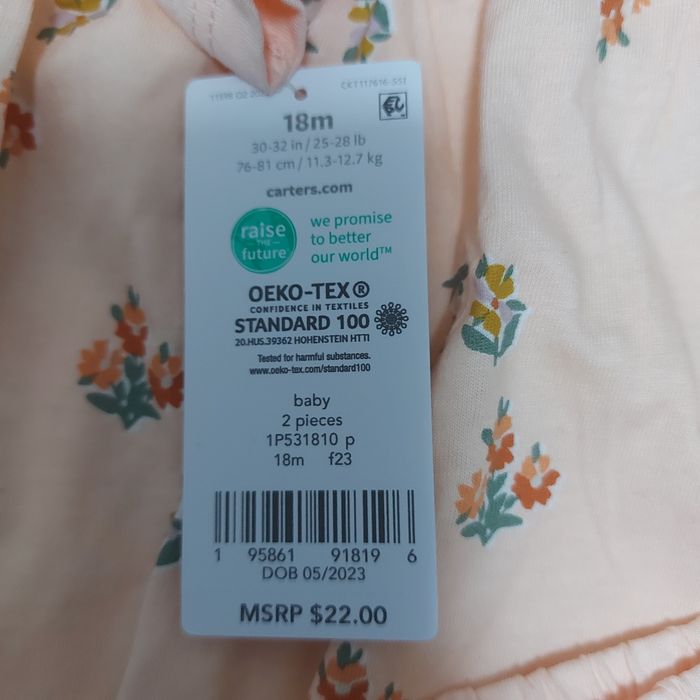 CKT117616-551
18m
30-32 in / 25-28 lb
76-81 cm / 11.3-12.7 kg
carters.com
raise
THE
future
we promise
to better
our world™
OEKO-TEX®
CONFIDENCE IN TEXTILES
STANDARD 100
20.HUS.39362 HOHENSTEIN HTTI
Tested for harmful substances.
www.oeko-tex.com/standard100
baby
2 pieces
1P531810 p
18m f23
1 95861 91819 6
DOB 05/2023
MSRP $22.00